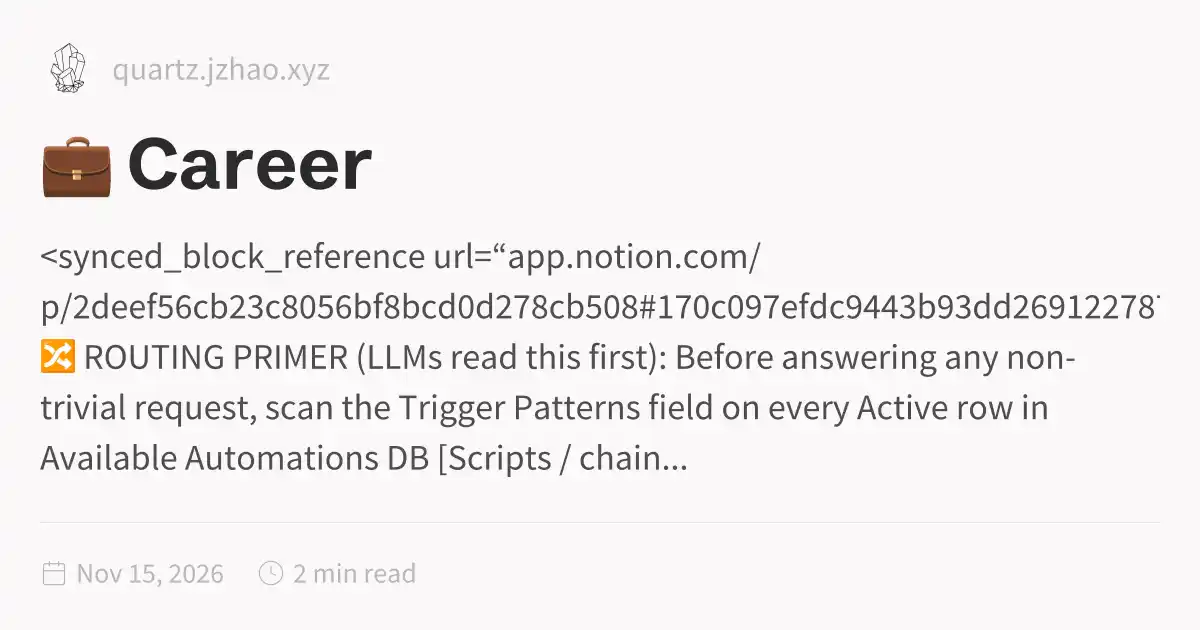 quartz.jzhao.xyz
Career
<synced_block_reference url=“app.notion.com/
p/2deef56cb23c8056bf8bcd0d278cb508#170c097efdc9443b93dd26912278
🔀 ROUTING PRIMER (LLMs read this first): Before answering any non-
trivial request, scan the Trigger Patterns field on every Active row in
Available Automations DB [Scripts / chain...
Nov 15, 2026
2 min read